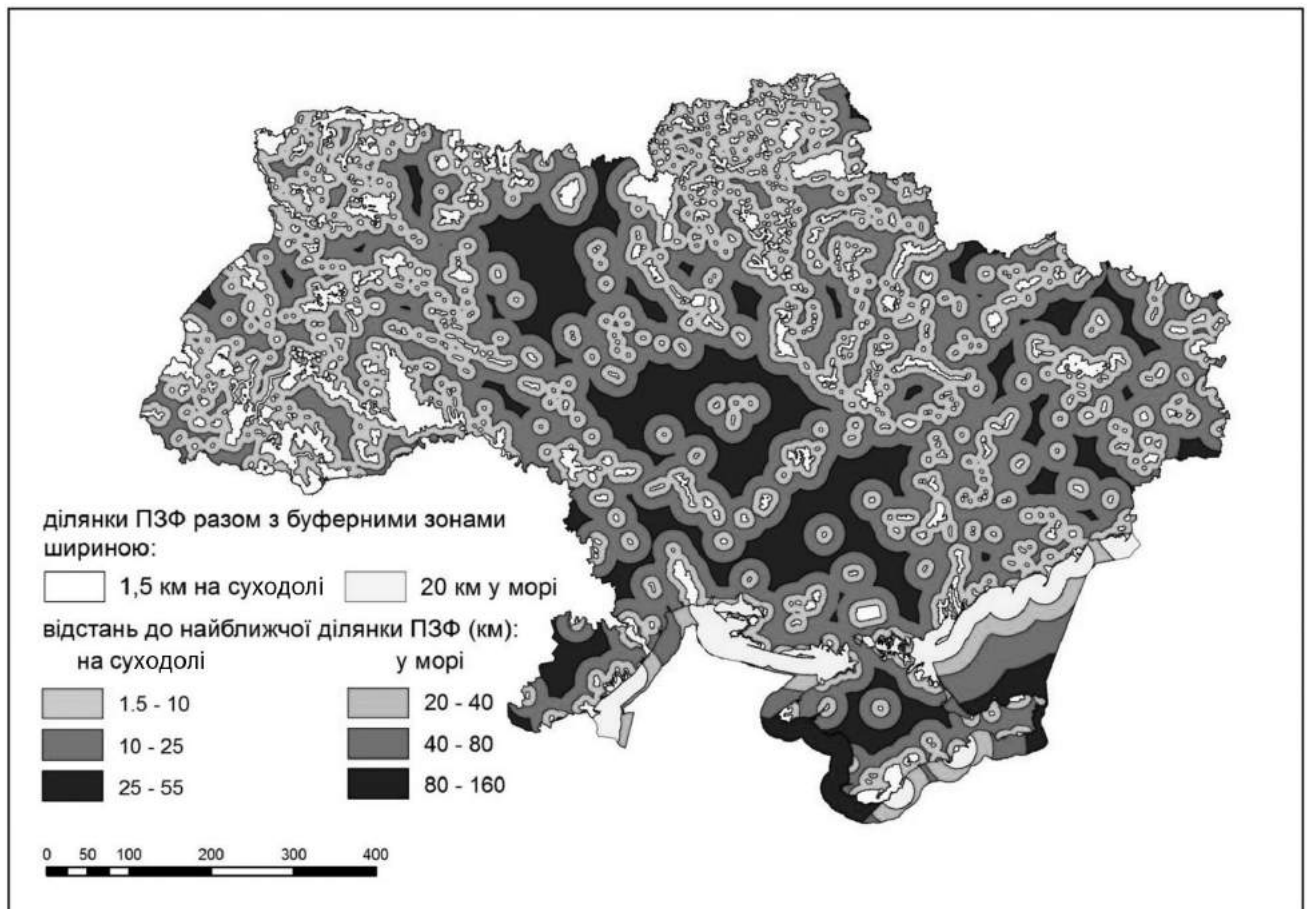 ділянки ПЗФ разом з буферними зонами
шириною:
1,5 км на суходолі 20 км у морі
відстань до найближчої ділянки ПЗФ (км):
на суходолі у морі
1.5 - 10 20 - 40
10 - 25 40 - 80
25 - 55 80 - 160
0 50 100 200 300 400